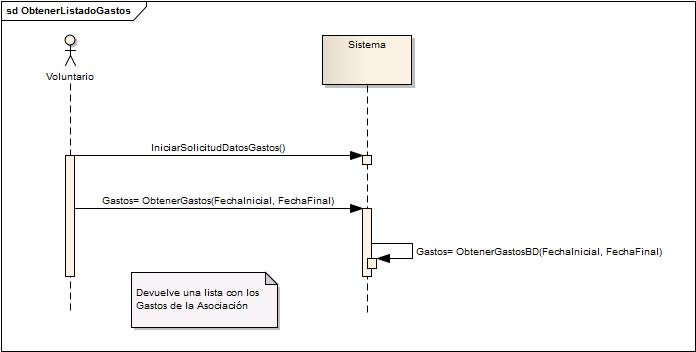 sd ObtenerListadoGastos
Voluntario
Sistema
IniciarSolicitudDatosGastos()
Gastos= ObtenerGastos(FechaInicial, FechaFinal)
Gastos= ObtenerGastosBD(FechaInicial, FechaFinal)
Devuelve una lista con los
Gastos de la Asociación